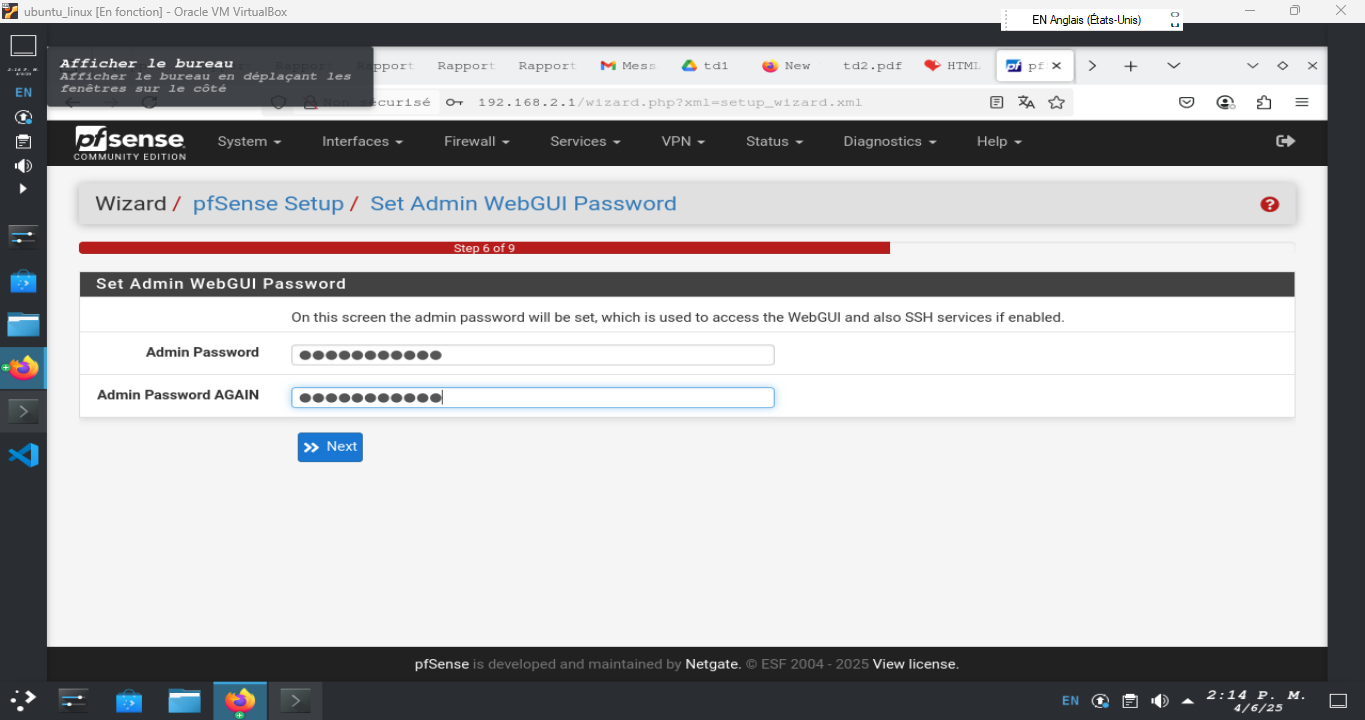 ubuntu_linux [En fonction] - Oracle VM VirtualBox
EN Anglais (États-Unis)
Afficher le bureau
Afficher le bureau en déplaçant les
fenêtres sur le côté
Rapport
Rapport
Mess
td1
New
td2.pdf
HTML
pf
EN
sécurisé
192.168.2.1/wizard.php?xml=setup_wizard.xml
pfsense
COMMUNITY EDITION
System
Interfaces
Firewall
Services
VPN
Status
Diagnostics
Help
Wizard / pfSense Setup / Set Admin WebGUI Password
Step 6 of 9
Set Admin WebGUI Password
On this screen the admin password will be set, which is used to access the WebGUI and also SSH services if enabled.
Admin Password
Admin Password AGAIN
Next
pfSense is developed and maintained by Netgate. © ESF 2004 - 2025 View license.
EN
2:14 P. M.
4/6/25